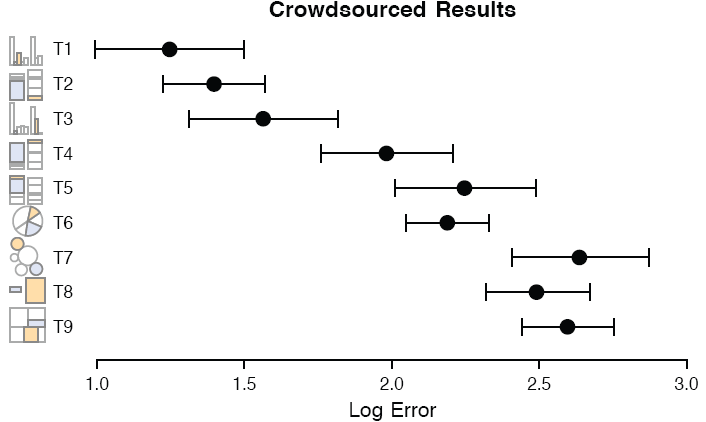 Crowdsourced Results
T1
T2
T3
T4
T5
T6
T7
T8
T9
1.0 1.5 2.0 2.5 3.0
Log Error